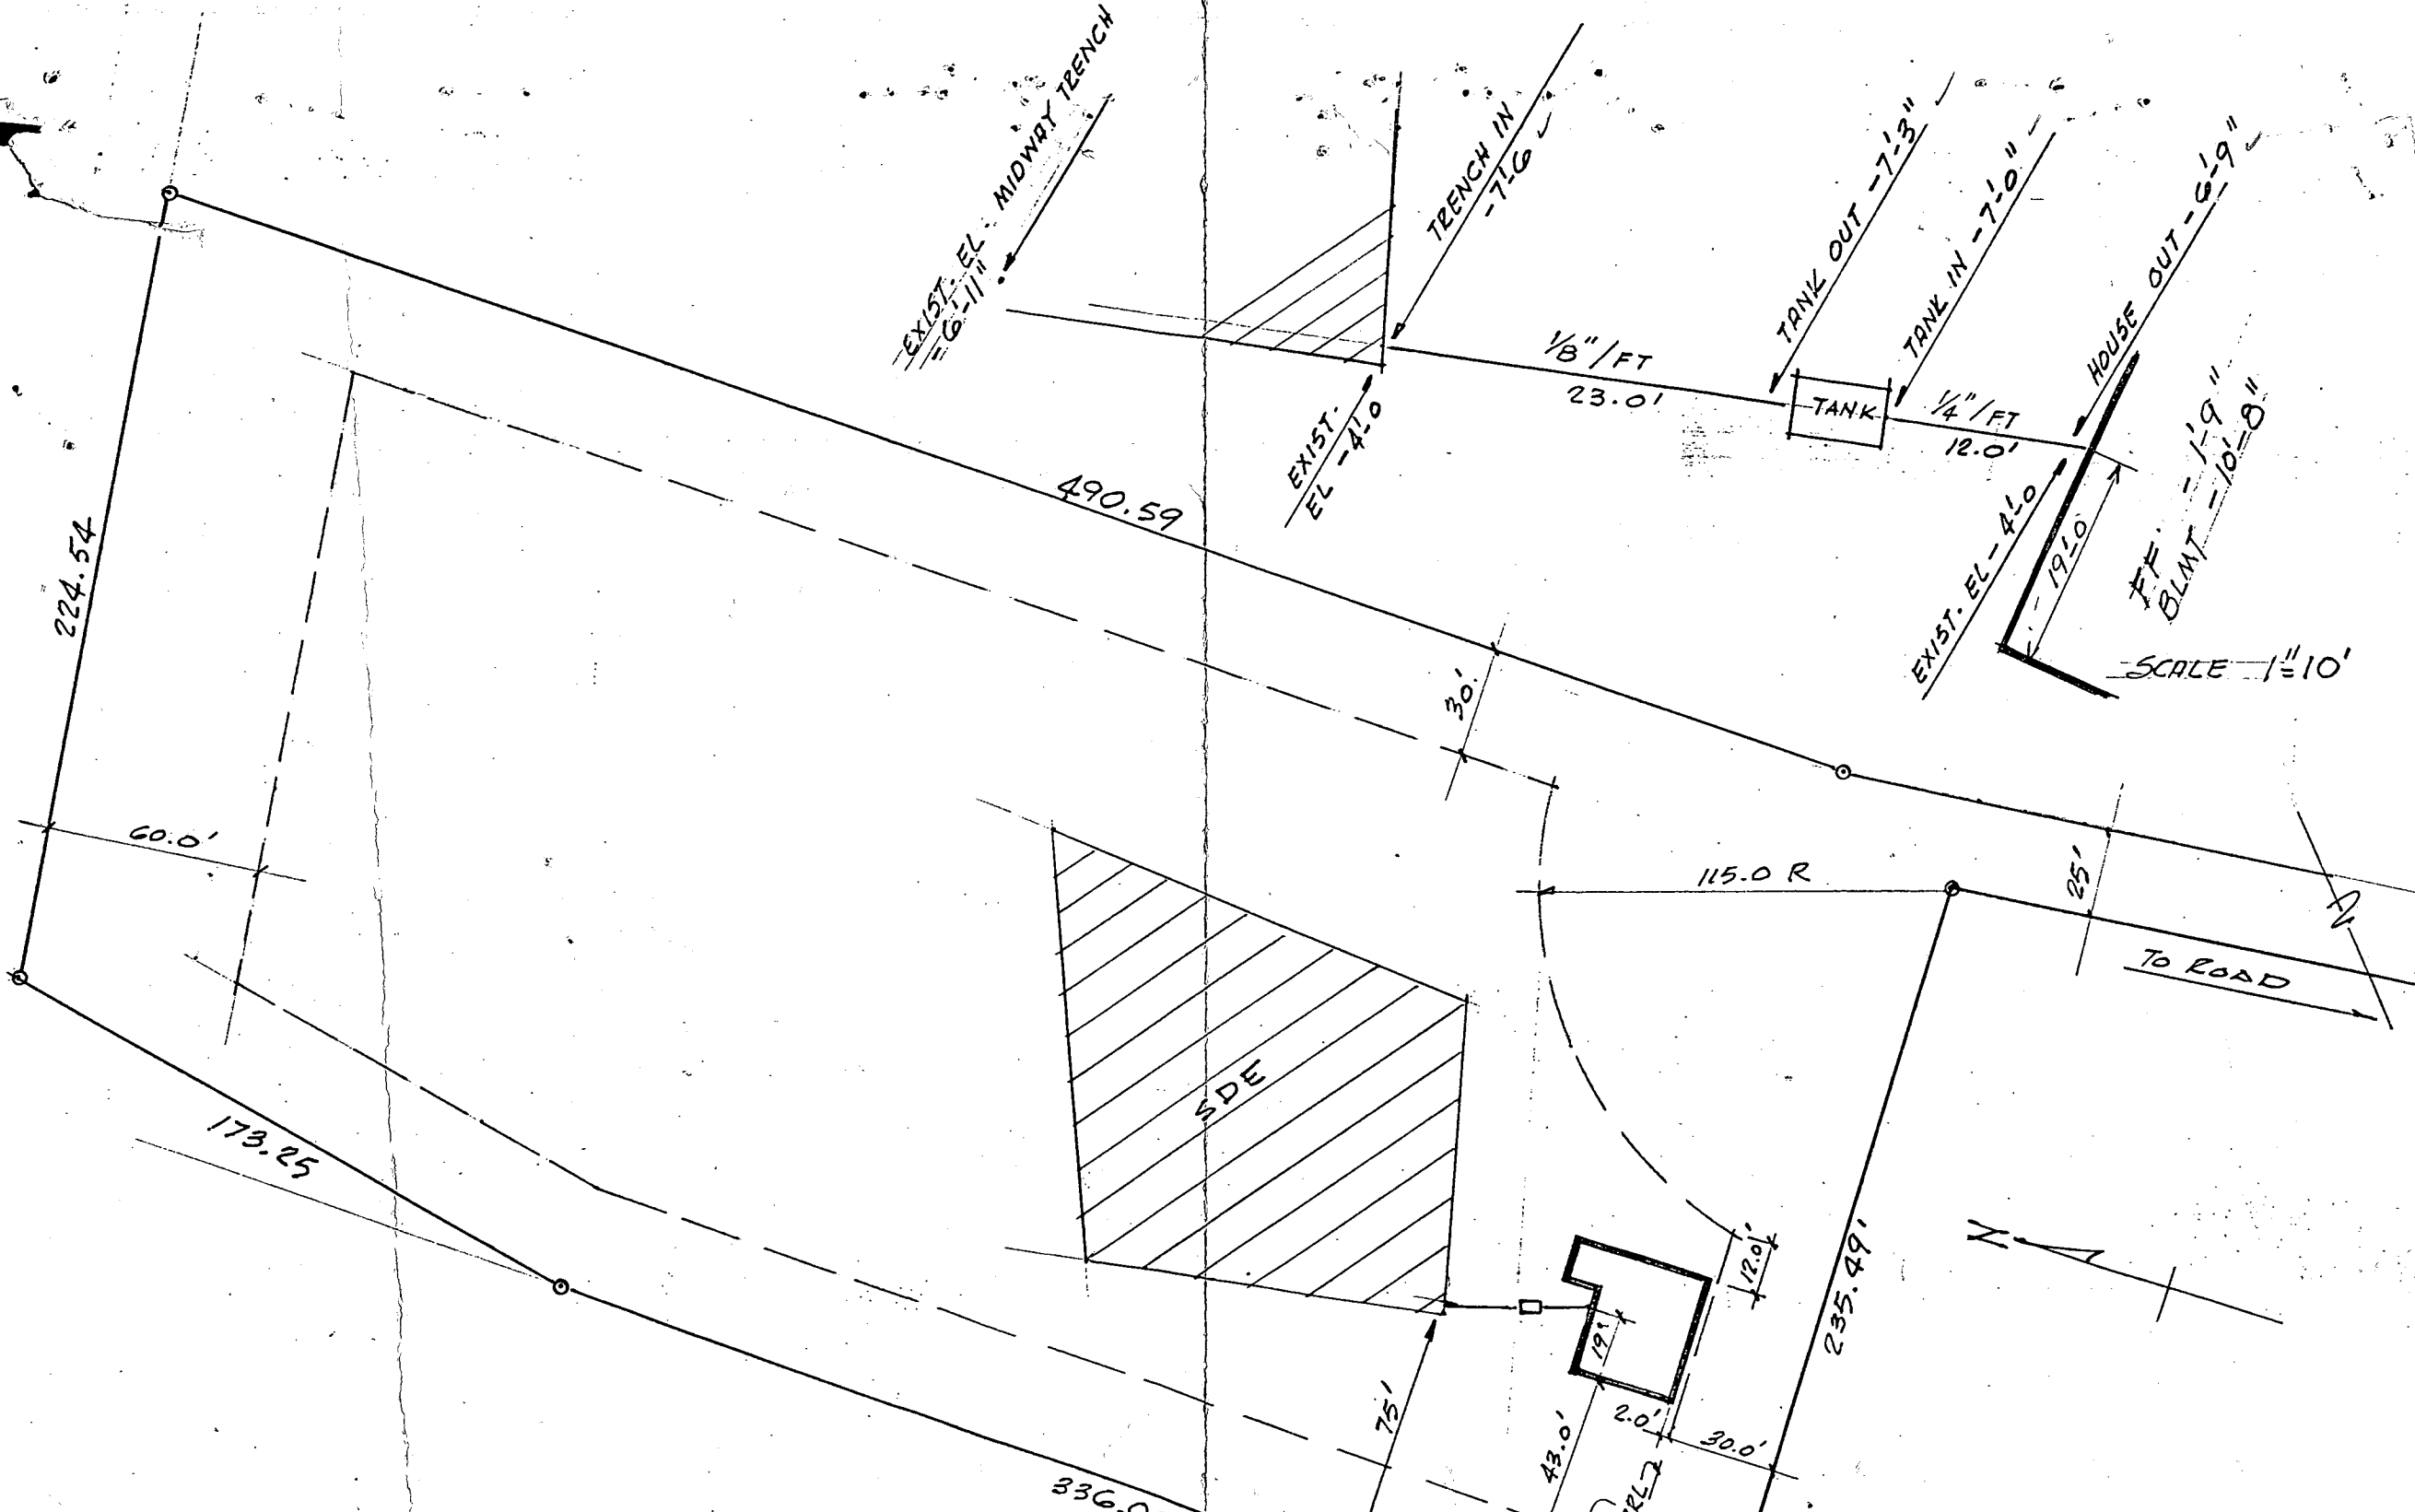 EXIST. EL. MIDWAY TRENCH
-6'-11"
TRENCH IN
-7'-6
TANK OUT -7'-3"
TANK IN -7'-0"
HOUSE OUT -6'-9"
1/8"/FT
23.0'
TANK
1/4"/FT
12.0'
EXIST.
EL -4'-0
EXIST. EL -4'-0
19'-0
FF. -1'-9"
BLMT -10'-8"
SCALE 1"=10'
490.59
224.54
60.0'
30'
115.0 R
25'
TO ROAD
SDE
173.25
N
12.0'
235.49'
19'
75'
43.0'
2.0'
30.0'